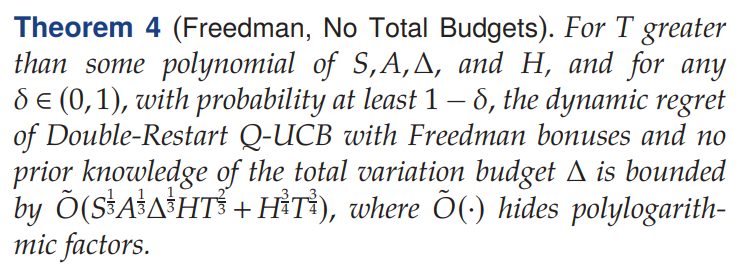 Theorem 4 (Freedman, No Total Budgets). For T greater
than some polynomial of S, A, Δ, and H, and for any
δ ∈ (0, 1), with probability at least 1 − δ, the dynamic regret
of Double-Restart Q-UCB with Freedman bonuses and no
prior knowledge of the total variation budget Δ is bounded
by Õ(S^{1/3}A^{1/3}Δ^{1/3}HT^{2/3} + H^{3/4}T^{3/4}), where Õ(·) hides polylogarith-
mic factors.